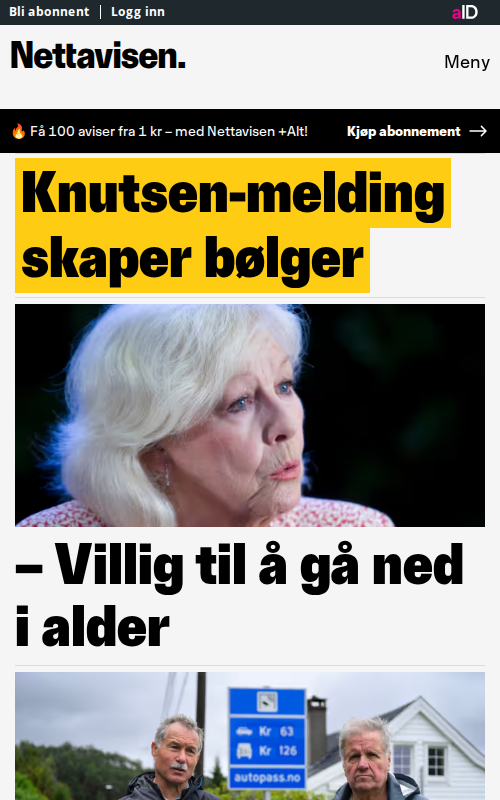 Bli abonnent | Logg inn
aID
Nettavisen.
Meny
🔥 Få 100 aviser fra 1 kr – med Nettavisen +Alt!
Kjøp abonnement →
Knutsen-melding
skaper bølger
– Villig til å gå ned
i alder
Kr 63
Kr 126
autopass.no